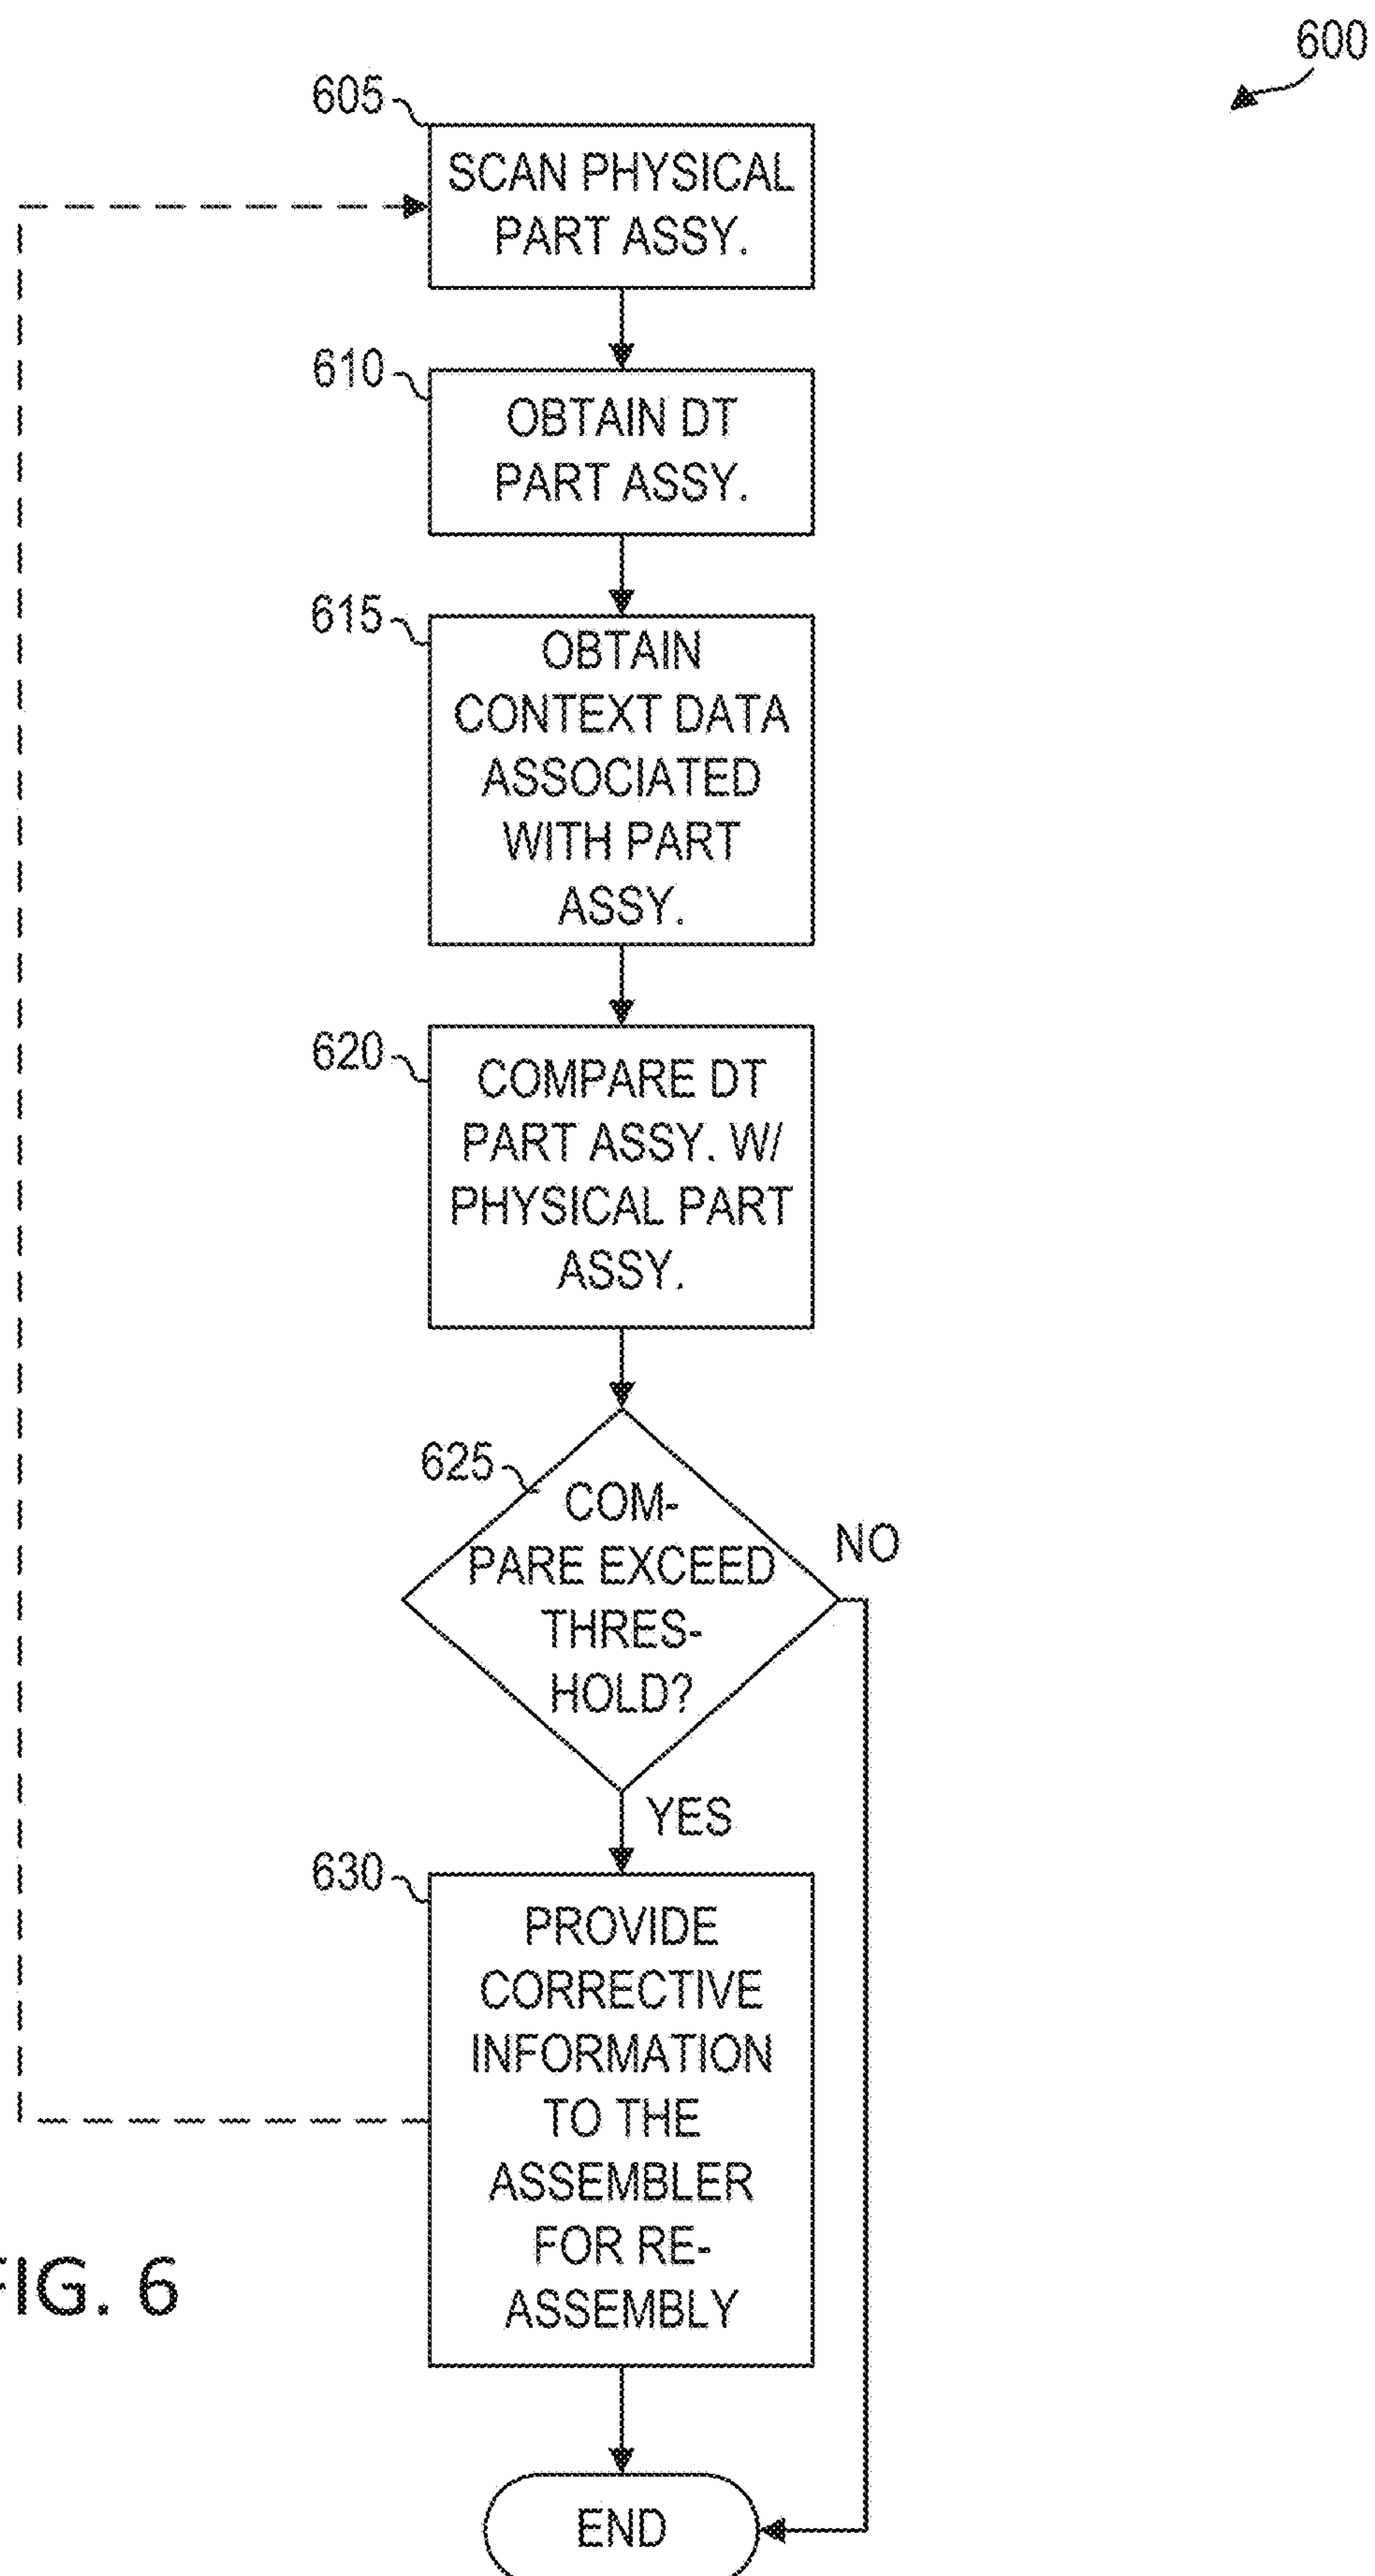 600
605
SCAN PHYSICAL
PART ASSY.
610
OBTAIN DT
PART ASSY.
615
OBTAIN
CONTEXT DATA
ASSOCIATED
WITH PART
ASSY.
620
COMPARE DT
PART ASSY. W/
PHYSICAL PART
ASSY.
625
COM-
PARE EXCEED
THRES-
HOLD?
NO
YES
630
PROVIDE
CORRECTIVE
INFORMATION
TO THE
ASSEMBLER
FOR RE-
ASSEMBLY
FIG. 6
END